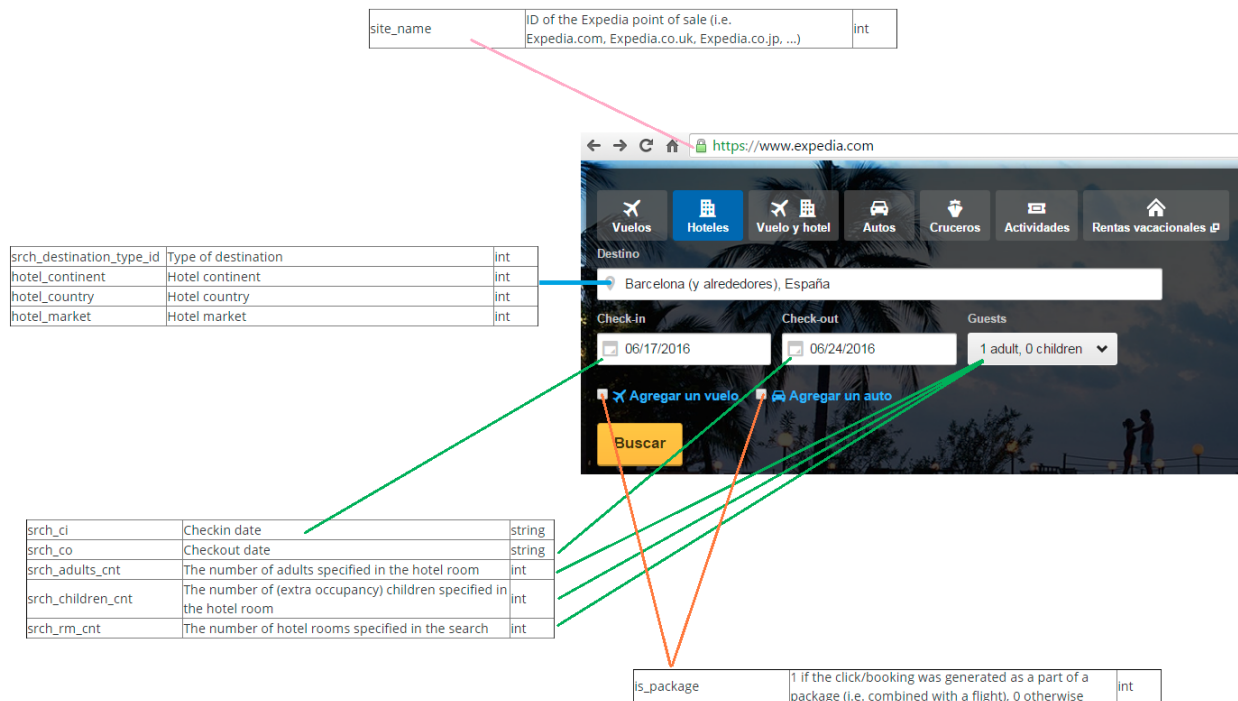 site_name ID of the Expedia point of sale (i.e. int
Expedia.com, Expedia.co.uk, Expedia.co.jp, ...)
https://www.expedia.com
Vuelos Hoteles Vuelo y hotel Autos Cruceros Actividades Rentas vacacionales
Destino
Barcelona (y alrededores), España
Check-in Check-out Guests
06/17/2016 06/24/2016 1 adult, 0 children
Agregar un vuelo Agregar un auto
Buscar
srch_destination_type_id Type of destination int
hotel_continent Hotel continent int
hotel_country Hotel country int
hotel_market Hotel market int
srch_ci Checkin date string
srch_co Checkout date string
srch_adults_cnt The number of adults specified in the hotel room int
srch_children_cnt The number of (extra occupancy) children specified in int
the hotel room
srch_rm_cnt The number of hotel rooms specified in the search int
is_package 1 if the click/booking was generated as a part of a int
package (i.e. combined with a flight), 0 otherwise